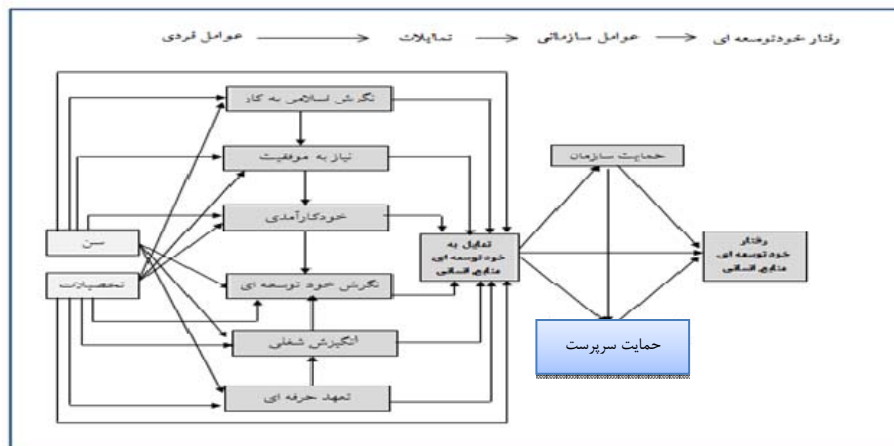 عوامل فردی → تمایلات → عوامل سازمانی → رفتار خودتوسعه ای
نگرش اسلامی به کار
نیاز به موفقیت
خودکارآمدی
نگرش خود توسعه ای
انگیزش شغلی
تعهد حرفه ای
سن
تحصیلات
تمایل به
خود توسعه ای
منابع انسانی
حمایت سازمان
حمایت سرپرست
رفتار
خود توسعه ای
منابع انسانی